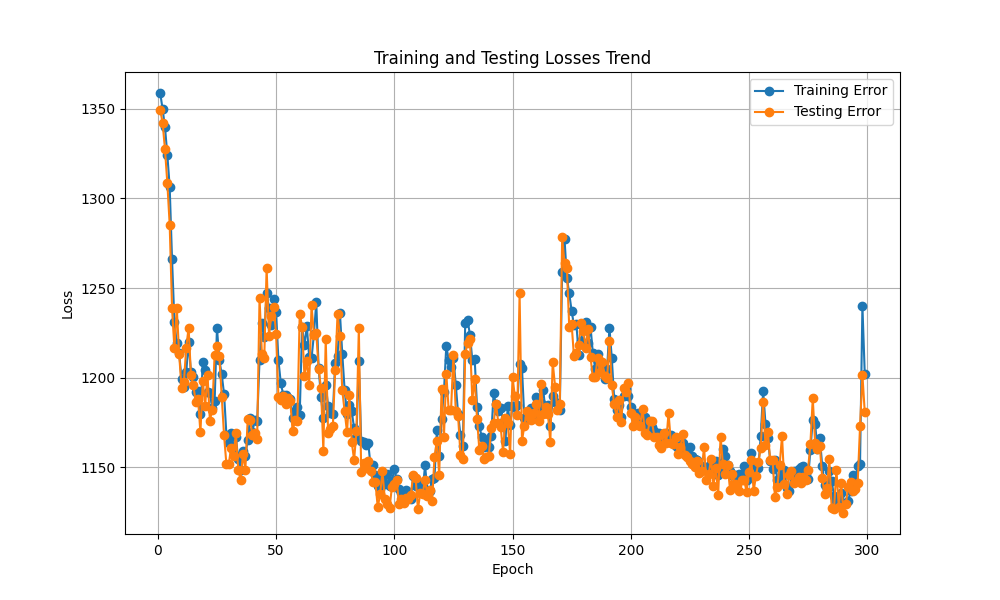 Training and Testing Losses Trend
Training Error
Testing Error
1350
1300
1250
1200
1150
Loss
0 50 100 150 200 250 300
Epoch